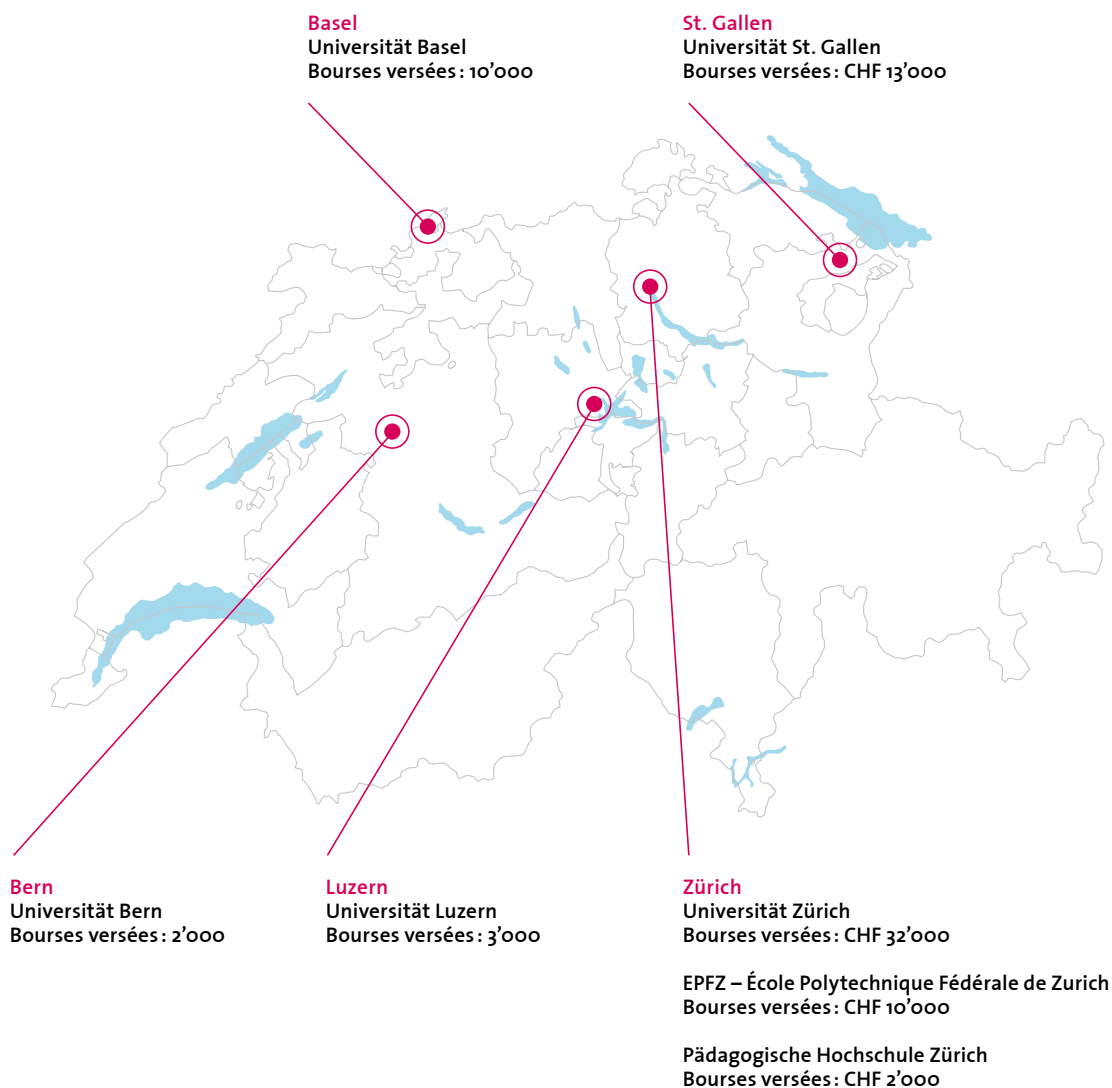 Basel
Universität Basel
Bourses versées : 10’000
St. Gallen
Universität St. Gallen
Bourses versées : CHF 13’000
Bern
Universität Bern
Bourses versées : 2’000
Luzern
Universität Luzern
Bourses versées : 3’000
Zürich
Universität Zürich
Bourses versées : CHF 32’000
EPFZ – École Polytechnique Fédérale de Zurich
Bourses versées : CHF 10’000
Pädagogische Hochschule Zürich
Bourses versées : CHF 2’000